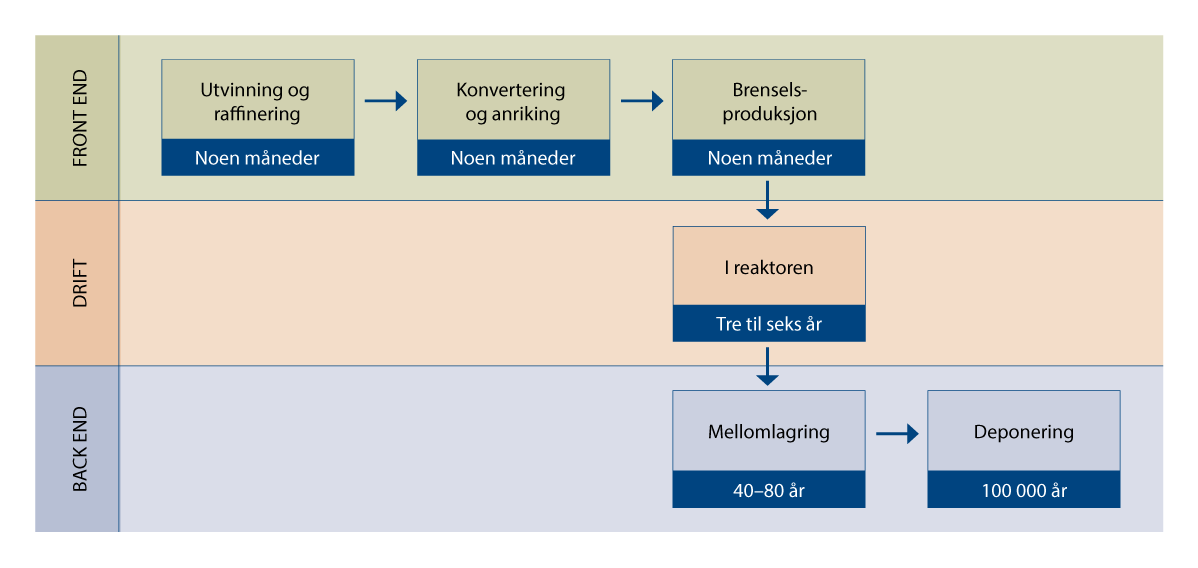 FRONT END
Utvinning og
raffinering
Noen måneder
Konvertering
og anriking
Noen måneder
Brensels-
produksjon
Noen måneder
DRIFT
I reaktoren
Tre til seks år
BACK END
Mellomlagring
40–80 år
Deponering
100 000 år